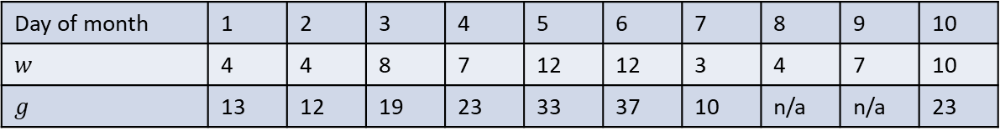 Day of month 1 2 3 4 5 6 7 8 9 10
w 4 4 8 7 12 12 3 4 7 10
g 13 12 19 23 33 37 10 n/a n/a 23